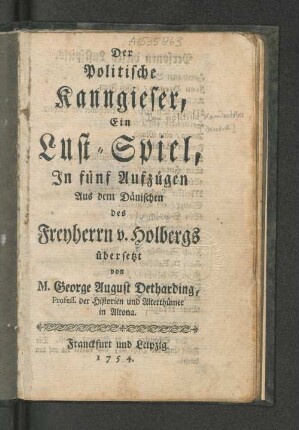 Der
Politische
Kanngieser,
Ein
Lust-Spiel,
In fünf Aufzügen
Aus dem Dänischen
des
Freyherrn v. Holbergs
übersetzt
von
M. George August Detharding,
Profess. der Historien und Alterthümer
in Altona.
Franckfurt und Leipzig.
1754.